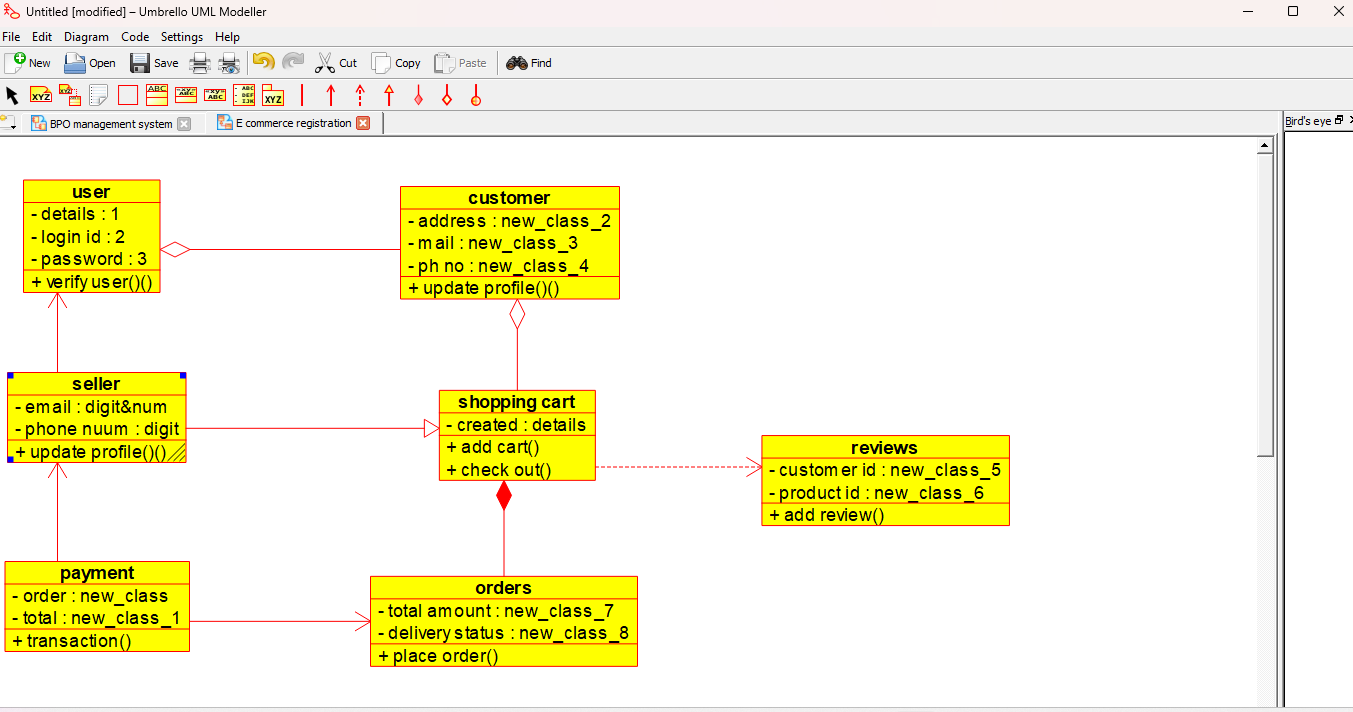 Untitled [modified] – Umbrello UML Modeller
File Edit Diagram Code Settings Help
New Open Save Cut Copy Paste Find
XYZ ABC XYZ
BPO management system E commerce registration
Bird's eye
user
- details : 1
- login id : 2
- password : 3
+ verify user()()
customer
- address : new_class_2
- mail : new_class_3
- ph no : new_class_4
+ update profile()()
seller
- email : digit&num
- phone nuum : digit
+ update profile()()
shopping cart
- created : details
+ add cart()
+ check out()
reviews
- customer id : new_class_5
- product id : new_class_6
+ add review()
payment
- order : new_class
- total : new_class_1
+ transaction()
orders
- total amount : new_class_7
- delivery status : new_class_8
+ place order()